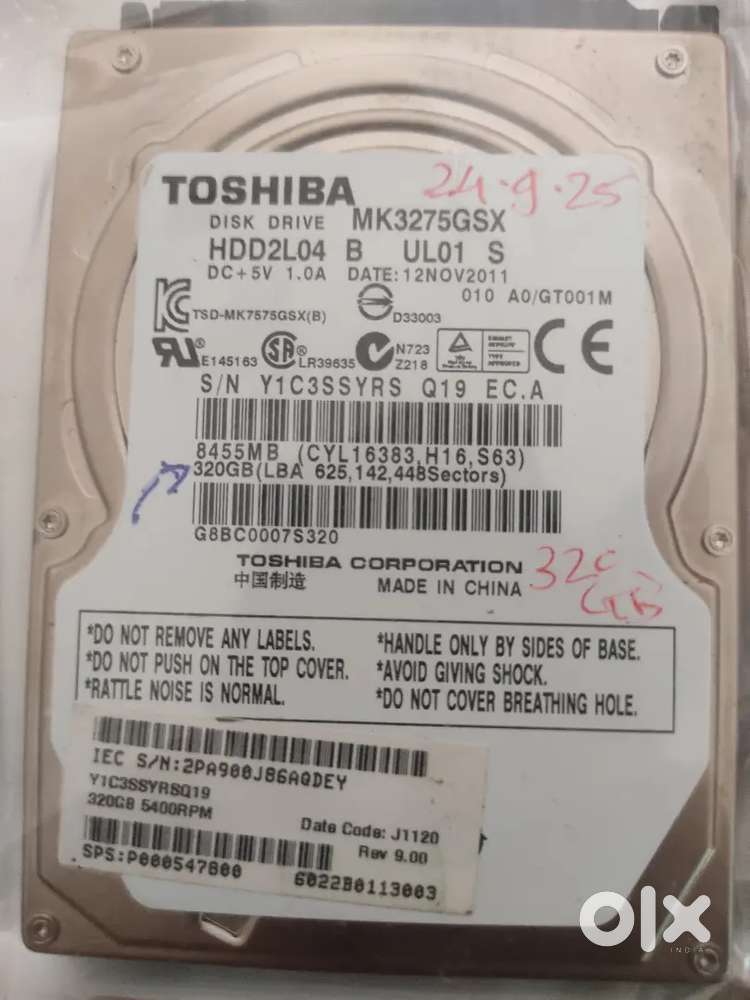 TOSHIBA 24.9.25
DISK DRIVE MK3275GSX
HDD2L04 B UL01 S
DC+5V 1.0A DATE:12NOV2011
010 A0/GT001M
TSD-MK7575GSX(B) D33003
E145163 LR39635 N723
Z218
CE
S/N Y1C3SSYRS Q19 EC.A
8455MB (CYL16383,H16,S63)
320GB(LBA 625,142,448Sectors)
G8BC0007S320
TOSHIBA CORPORATION
中国制造 MADE IN CHINA
320
GB
*DO NOT REMOVE ANY LABELS. *HANDLE ONLY BY SIDES OF BASE.
*DO NOT PUSH ON THE TOP COVER. *AVOID GIVING SHOCK.
*RATTLE NOISE IS NORMAL. *DO NOT COVER BREATHING HOLE.
IEC S/N:2PA900J86AQDEY
Y1C3SSYRSQ19
320GB 5400RPM
Date Code: J1120
Rev 9.00
SPS:P000547800
6022B0113003
olx
INDIA